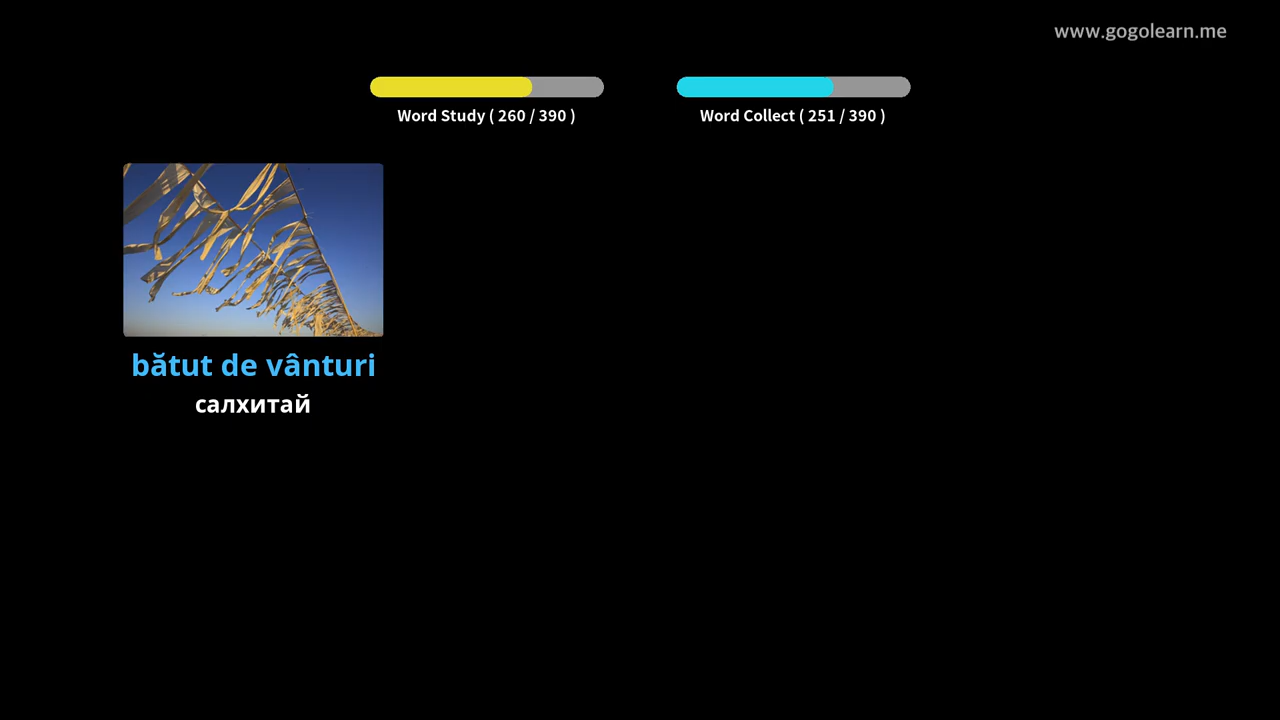 www.gogolearn.me
Word Study ( 260 / 390 )
Word Collect ( 251 / 390 )
bătut de vânturi
салхитай